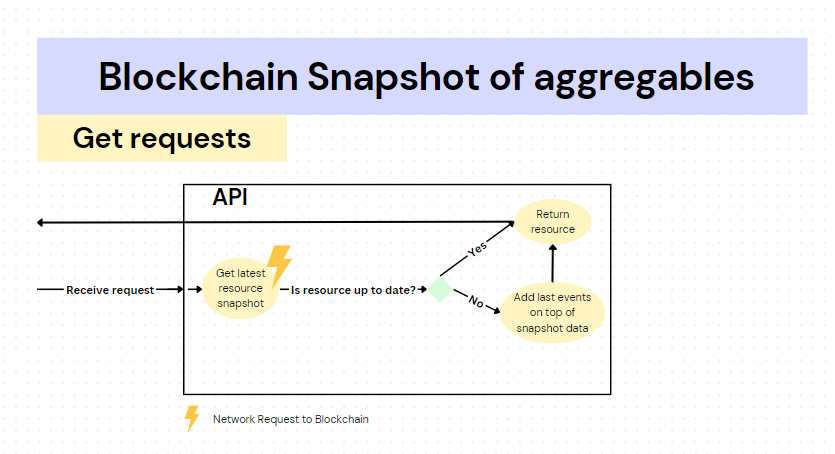 Blockchain Snapshot of aggregables
Get requests
API
Return
resource
Yes
Get latest
resource
snapshot
Receive request
Is resource up to date?
No
Add last events
on top of
snapshot data
Network Request to Blockchain